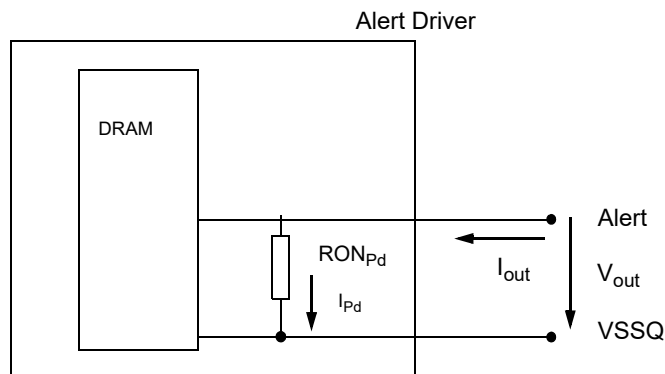 Alert Driver
DRAM
Alert
RONPd
Iout
Vout
IPd
VSSQ